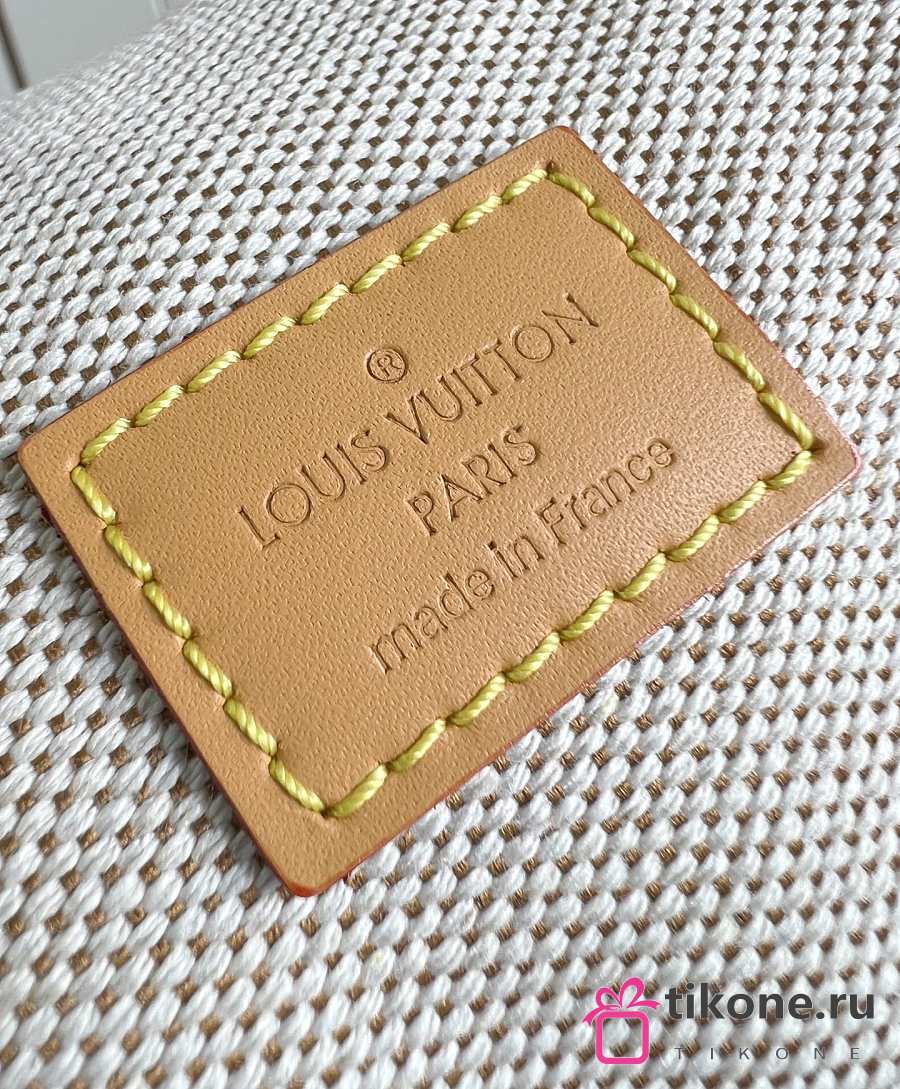 ®
LOUIS VUITTON
PARIS
made in France
tikone.ru
TIKONE